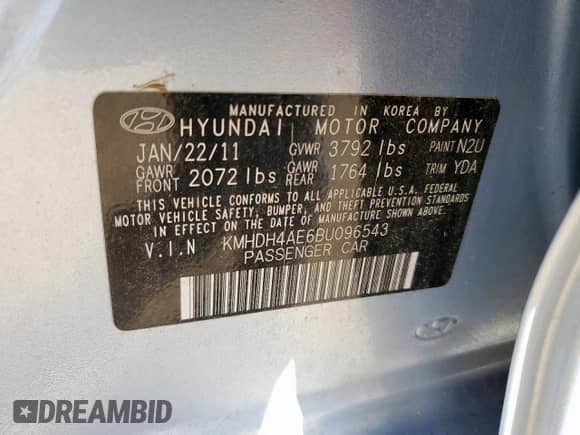 MANUFACTURED IN KOREA BY
HYUNDAI MOTOR COMPANY
JAN/22/11 GVWR 3792 lbs PAINT N2U
GAWR FRONT 2072 lbs GAWR REAR 1764 lbs TRIM YDA
THIS VEHICLE CONFORMS TO ALL APPLICABLE U.S.A. FEDERAL
MOTOR VEHICLE SAFETY, BUMPER, AND THEFT PREVENTION STANDARDS
IN EFFECT ON THE DATE OF MANUFACTURE SHOWN ABOVE.
V.I.N KMHDH4AE6BU096543
PASSENGER CAR
DREAMBID